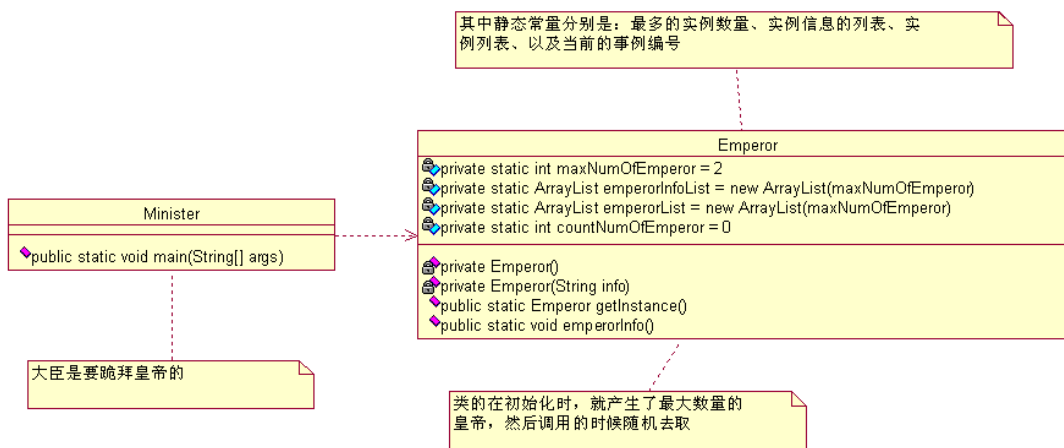 其中静态常量分别是：最多的实例数量、实例信息的列表、实
例列表、以及当前的事例编号
Emperor
private static int maxNumOfEmperor = 2
private static ArrayList emperorInfoList = new ArrayList(maxNumOfEmperor)
private static ArrayList emperorList = new ArrayList(maxNumOfEmperor)
private static int countNumOfEmperor = 0
private Emperor()
private Emperor(String info)
public static Emperor getInstance()
public static void emperorInfo()
Minister
public static void main(String[] args)
大臣是要跪拜皇帝的
类的在初始化时，就产生了最大数量的
皇帝，然后调用的时候随机去取